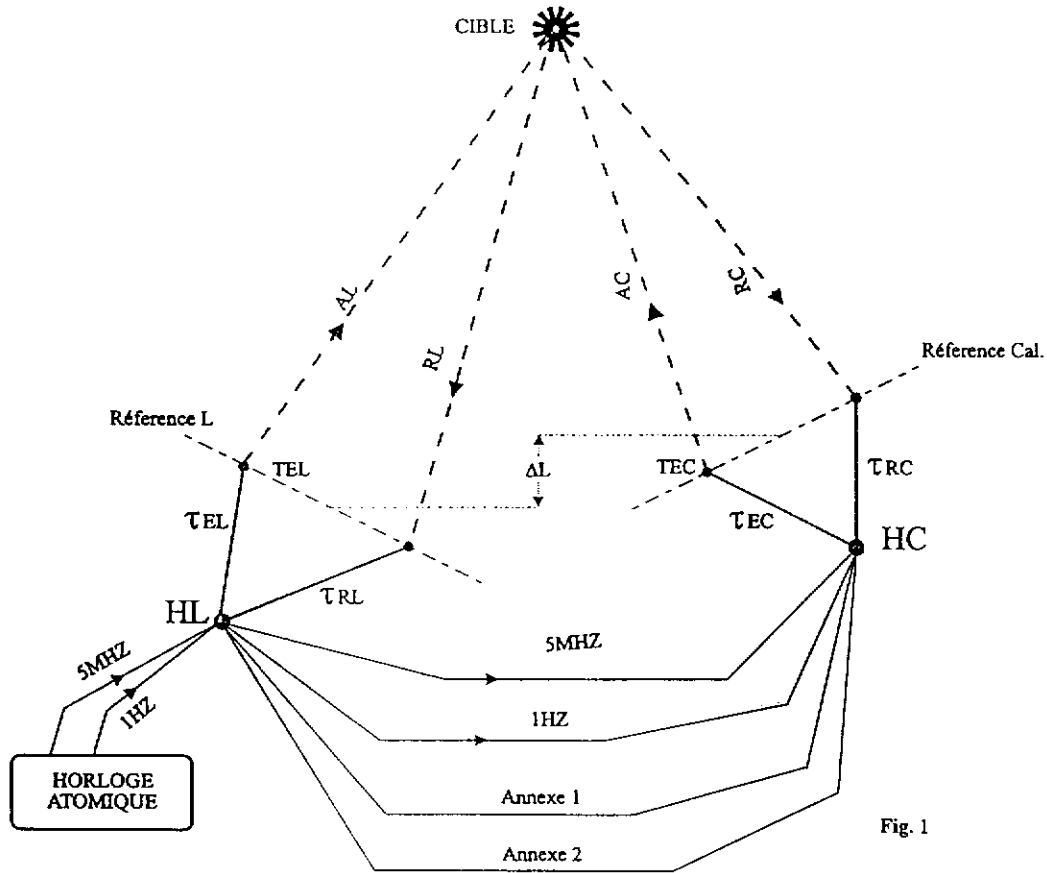 CIBLE
AL
RL
AC
RC
Réference Cal.
Réference L
TEL
ΔL
TEC
τRC
τEL
τEC
HC
τRL
HL
5MHZ
1HZ
5MHZ
1HZ
HORLOGE
ATOMIQUE
Annexe 1
Annexe 2
Fig. 1